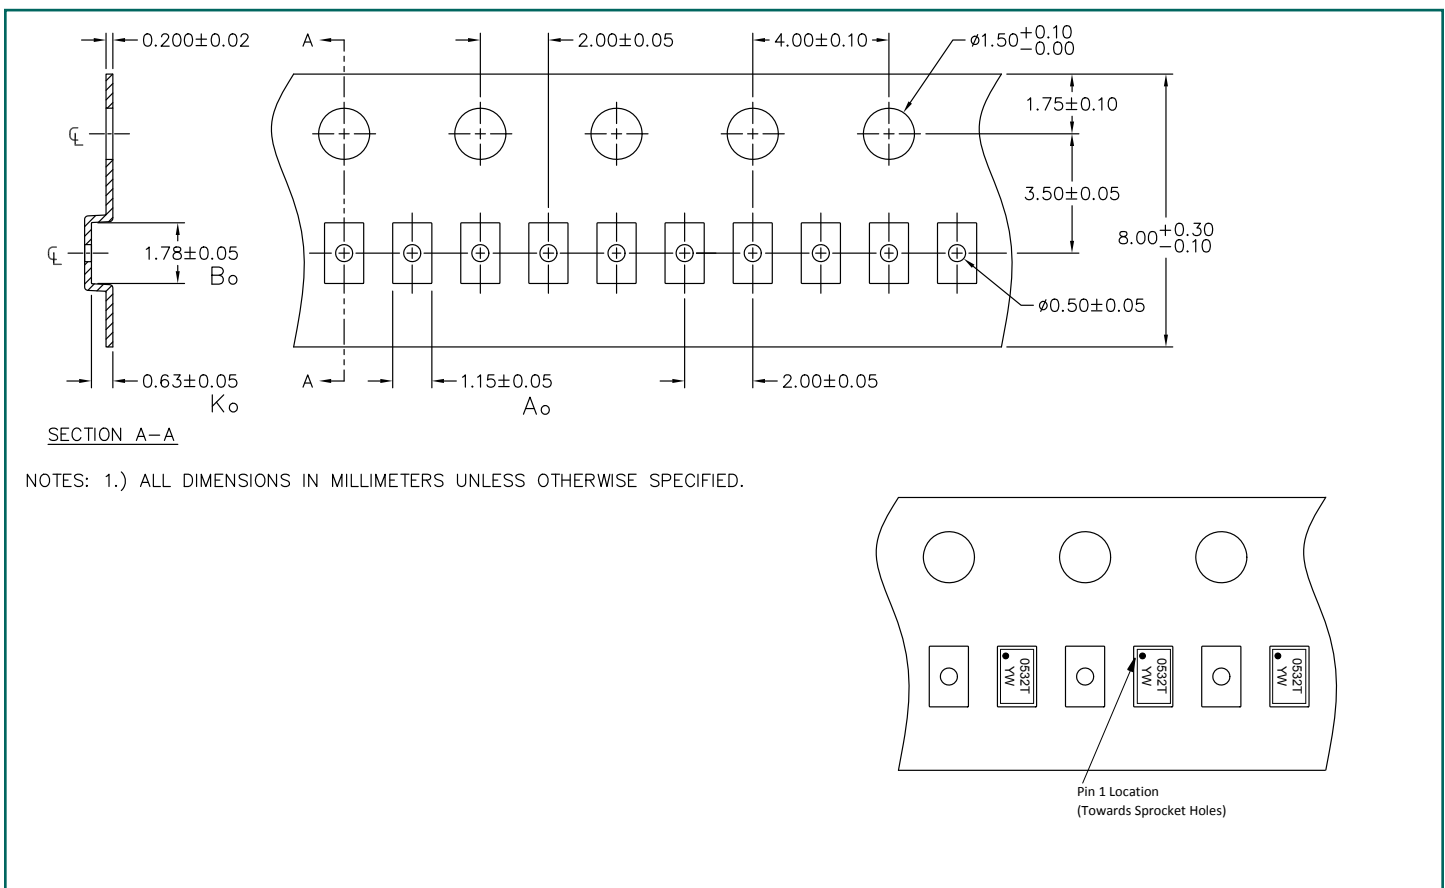 0.200±0.02
A
2.00±0.05
4.00±0.10
ø1.50+0.10
−0.00
1.75±0.10
℄
3.50±0.05
8.00+0.30
−0.10
℄
1.78±0.05
Bo
ø0.50±0.05
0.63±0.05
Ko
A
1.15±0.05
Ao
2.00±0.05
SECTION A-A
NOTES: 1.) ALL DIMENSIONS IN MILLIMETERS UNLESS OTHERWISE SPECIFIED.
0532T
YW
0532T
YW
0532T
YW
Pin 1 Location
(Towards Sprocket Holes)